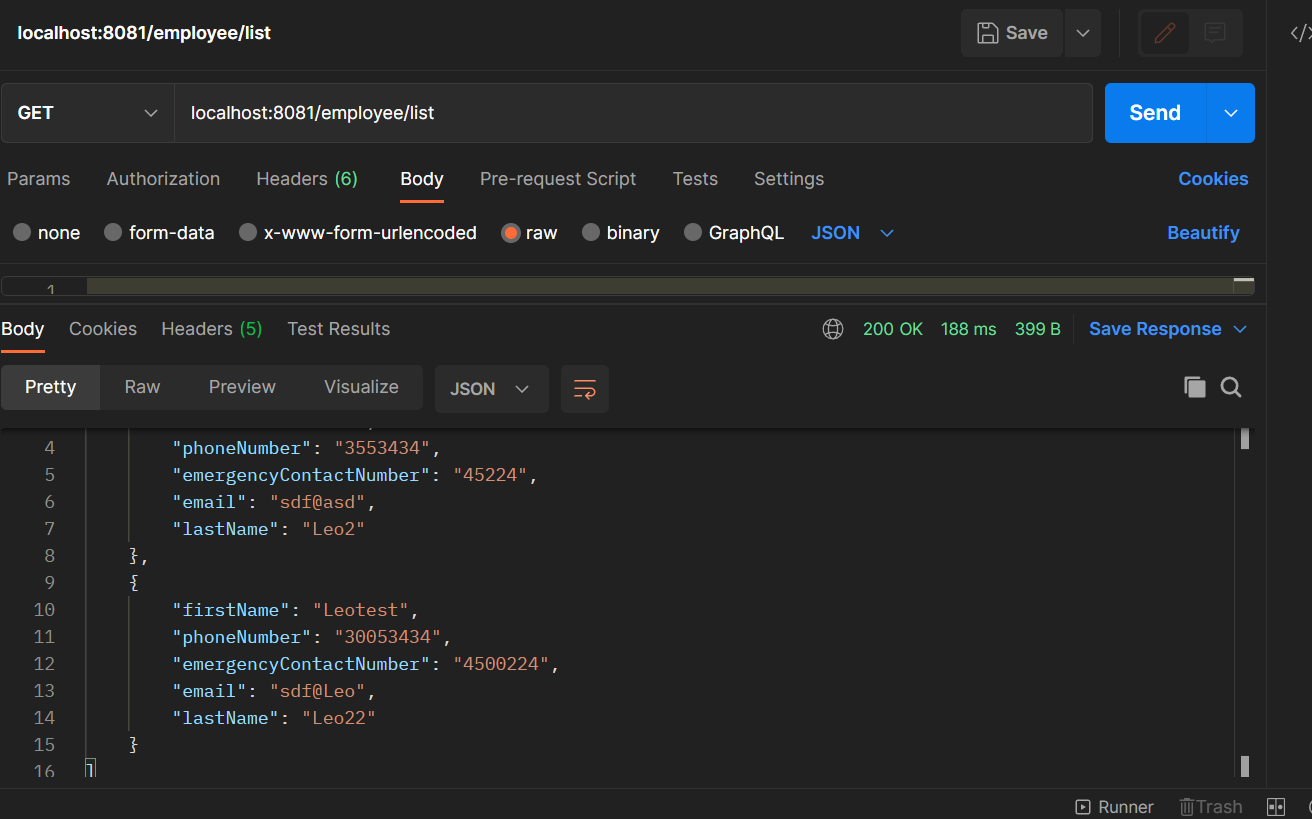 localhost:8081/employee/list
Save
GET
localhost:8081/employee/list
Send
Params Authorization Headers (6) Body Pre-request Script Tests Settings Cookies
none form-data x-www-form-urlencoded raw binary GraphQL JSON Beautify
1
Body Cookies Headers (5) Test Results 200 OK 188 ms 399 B Save Response
Pretty Raw Preview Visualize JSON
4 "phoneNumber": "3553434",
5 "emergencyContactNumber": "45224",
6 "email": "sdf@asd",
7 "lastName": "Leo2"
8 },
9 {
10 "firstName": "Leotest",
11 "phoneNumber": "30053434",
12 "emergencyContactNumber": "4500224",
13 "email": "sdf@Leo",
14 "lastName": "Leo22"
15 }
16 ]
Runner Trash